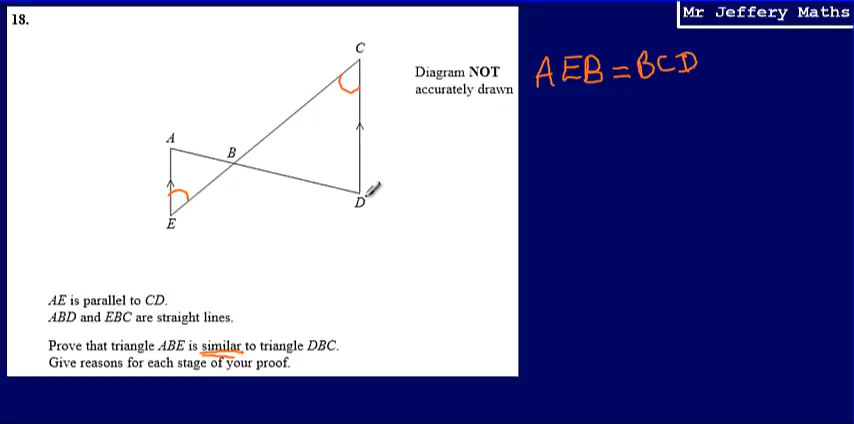 Mr Jeffery Maths
18.
C
Diagram NOT
accurately drawn
AEB = BCD
A
B
D
E
AE is parallel to CD.
ABD and EBC are straight lines.
Prove that triangle ABE is similar to triangle DBC.
Give reasons for each stage of your proof.